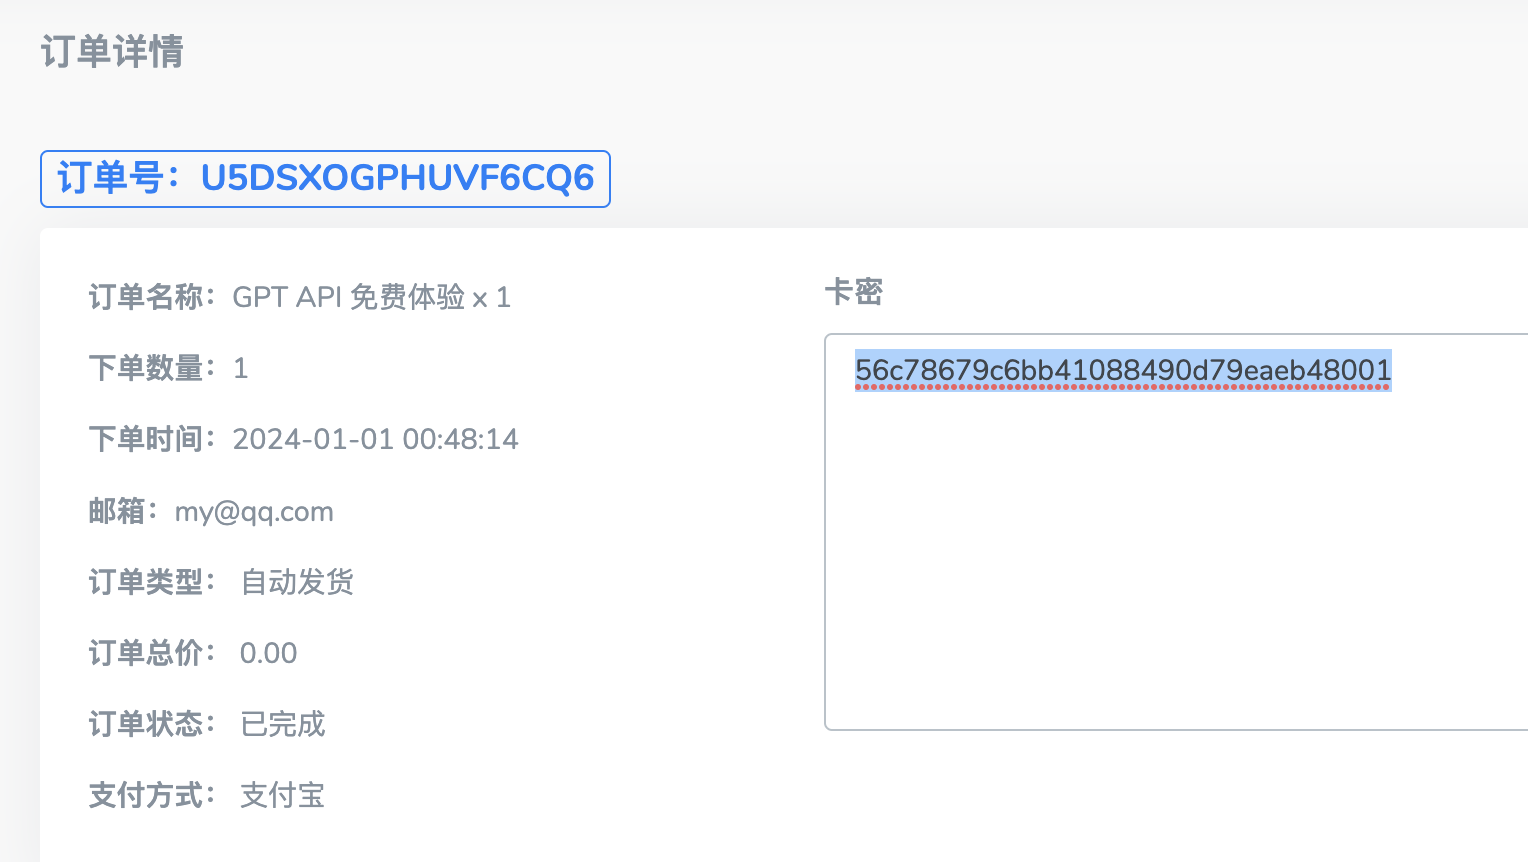 订单详情
订单号：U5DSXOGPHUVF6CQ6
订单名称：GPT API 免费体验 x 1
下单数量：1
下单时间：2024-01-01 00:48:14
邮箱：my@qq.com
订单类型： 自动发货
订单总价： 0.00
订单状态： 已完成
支付方式： 支付宝
卡密
56c78679c6bb41088490d79eaeb48001